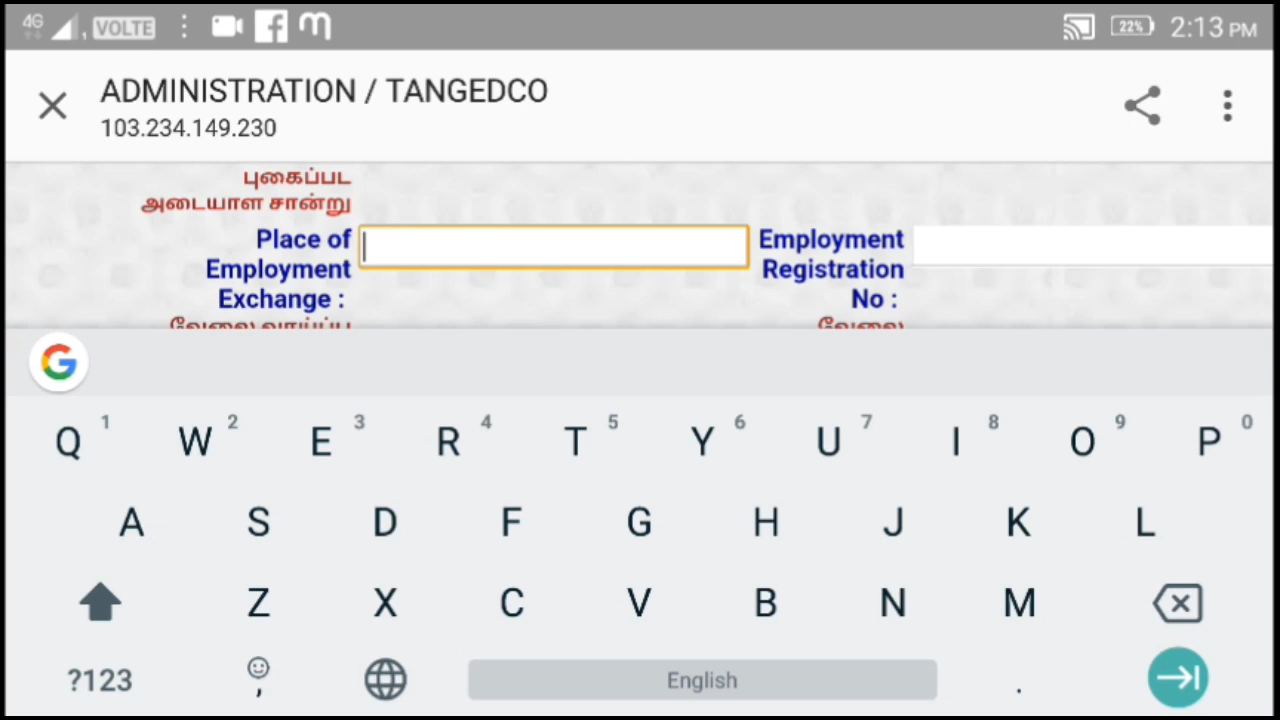 4G VOLTE 22% 2:13 PM
ADMINISTRATION / TANGEDCO
103.234.149.230
புகைப்பட
அடையாள சான்று
Place of Employment
Employment Registration
Exchange : No :
வேலை வாய்ப்பு வேலை
Q 1 W 2 E 3 R 4 T 5 Y 6 U 7 I 8 O 9 P 0
A S D F G H J K L
Z X C V B N M
?123 , English .